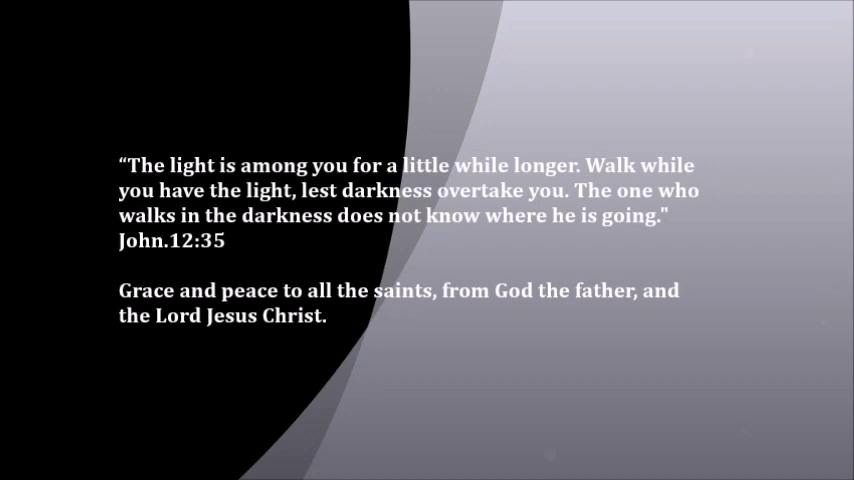 “The light is among you for a little while longer. Walk while
you have the light, lest darkness overtake you. The one who
walks in the darkness does not know where he is going."
John.12:35
Grace and peace to all the saints, from God the father, and
the Lord Jesus Christ.